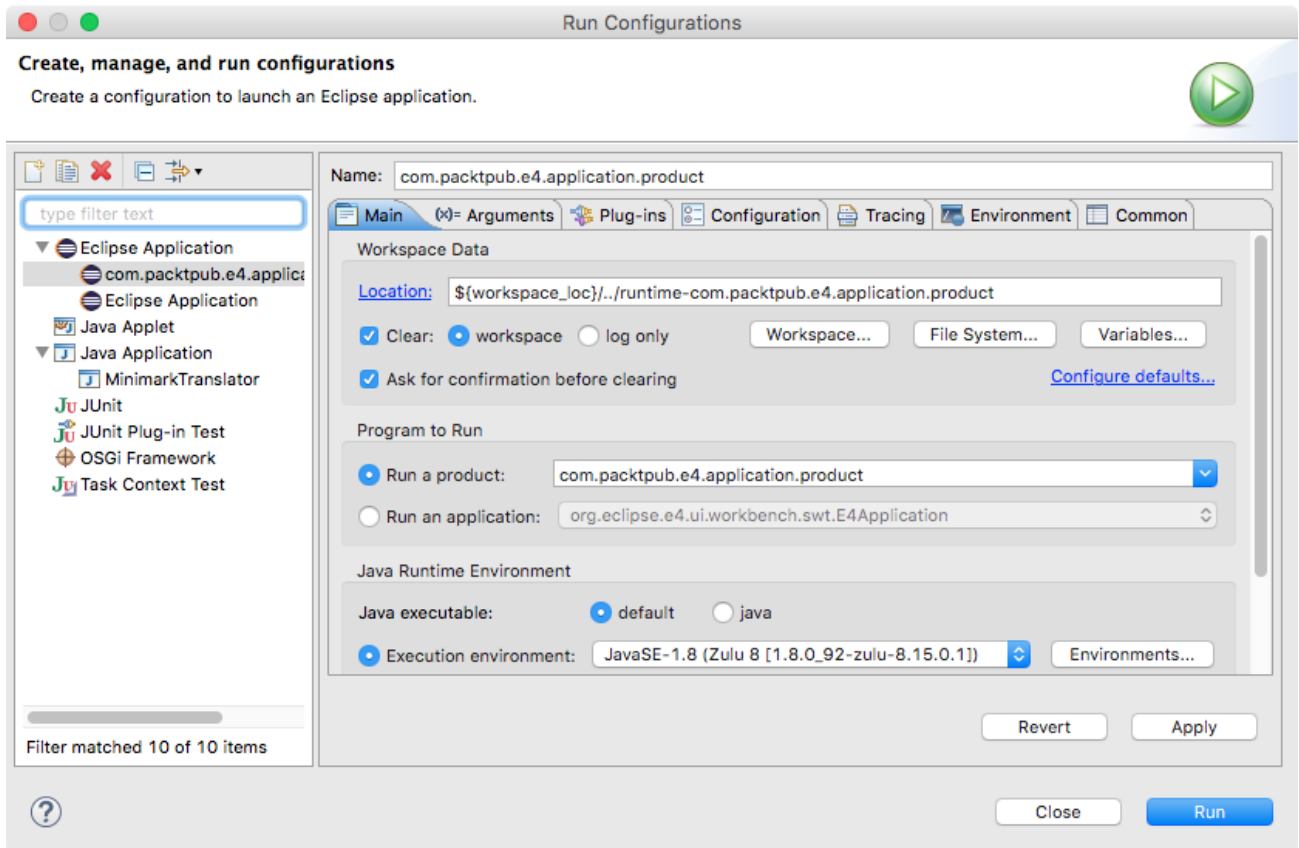 Run Configurations
Create, manage, and run configurations
Create a configuration to launch an Eclipse application.
type filter text
Eclipse Application
com.packtpub.e4.applica
Eclipse Application
Java Applet
Java Application
MinimarkTranslator
JUnit
JUnit Plug-in Test
OSGi Framework
Task Context Test
Filter matched 10 of 10 items
Name: com.packtpub.e4.application.product
Main (x)= Arguments Plug-ins Configuration Tracing Environment Common
Workspace Data
Location: ${workspace_loc}/../runtime-com.packtpub.e4.application.product
Clear: workspace log only Workspace... File System... Variables...
Ask for confirmation before clearing Configure defaults...
Program to Run
Run a product: com.packtpub.e4.application.product
Run an application: org.eclipse.e4.ui.workbench.swt.E4Application
Java Runtime Environment
Java executable: default java
Execution environment: JavaSE-1.8 (Zulu 8 [1.8.0_92-zulu-8.15.0.1]) Environments...
Revert Apply
? Close Run